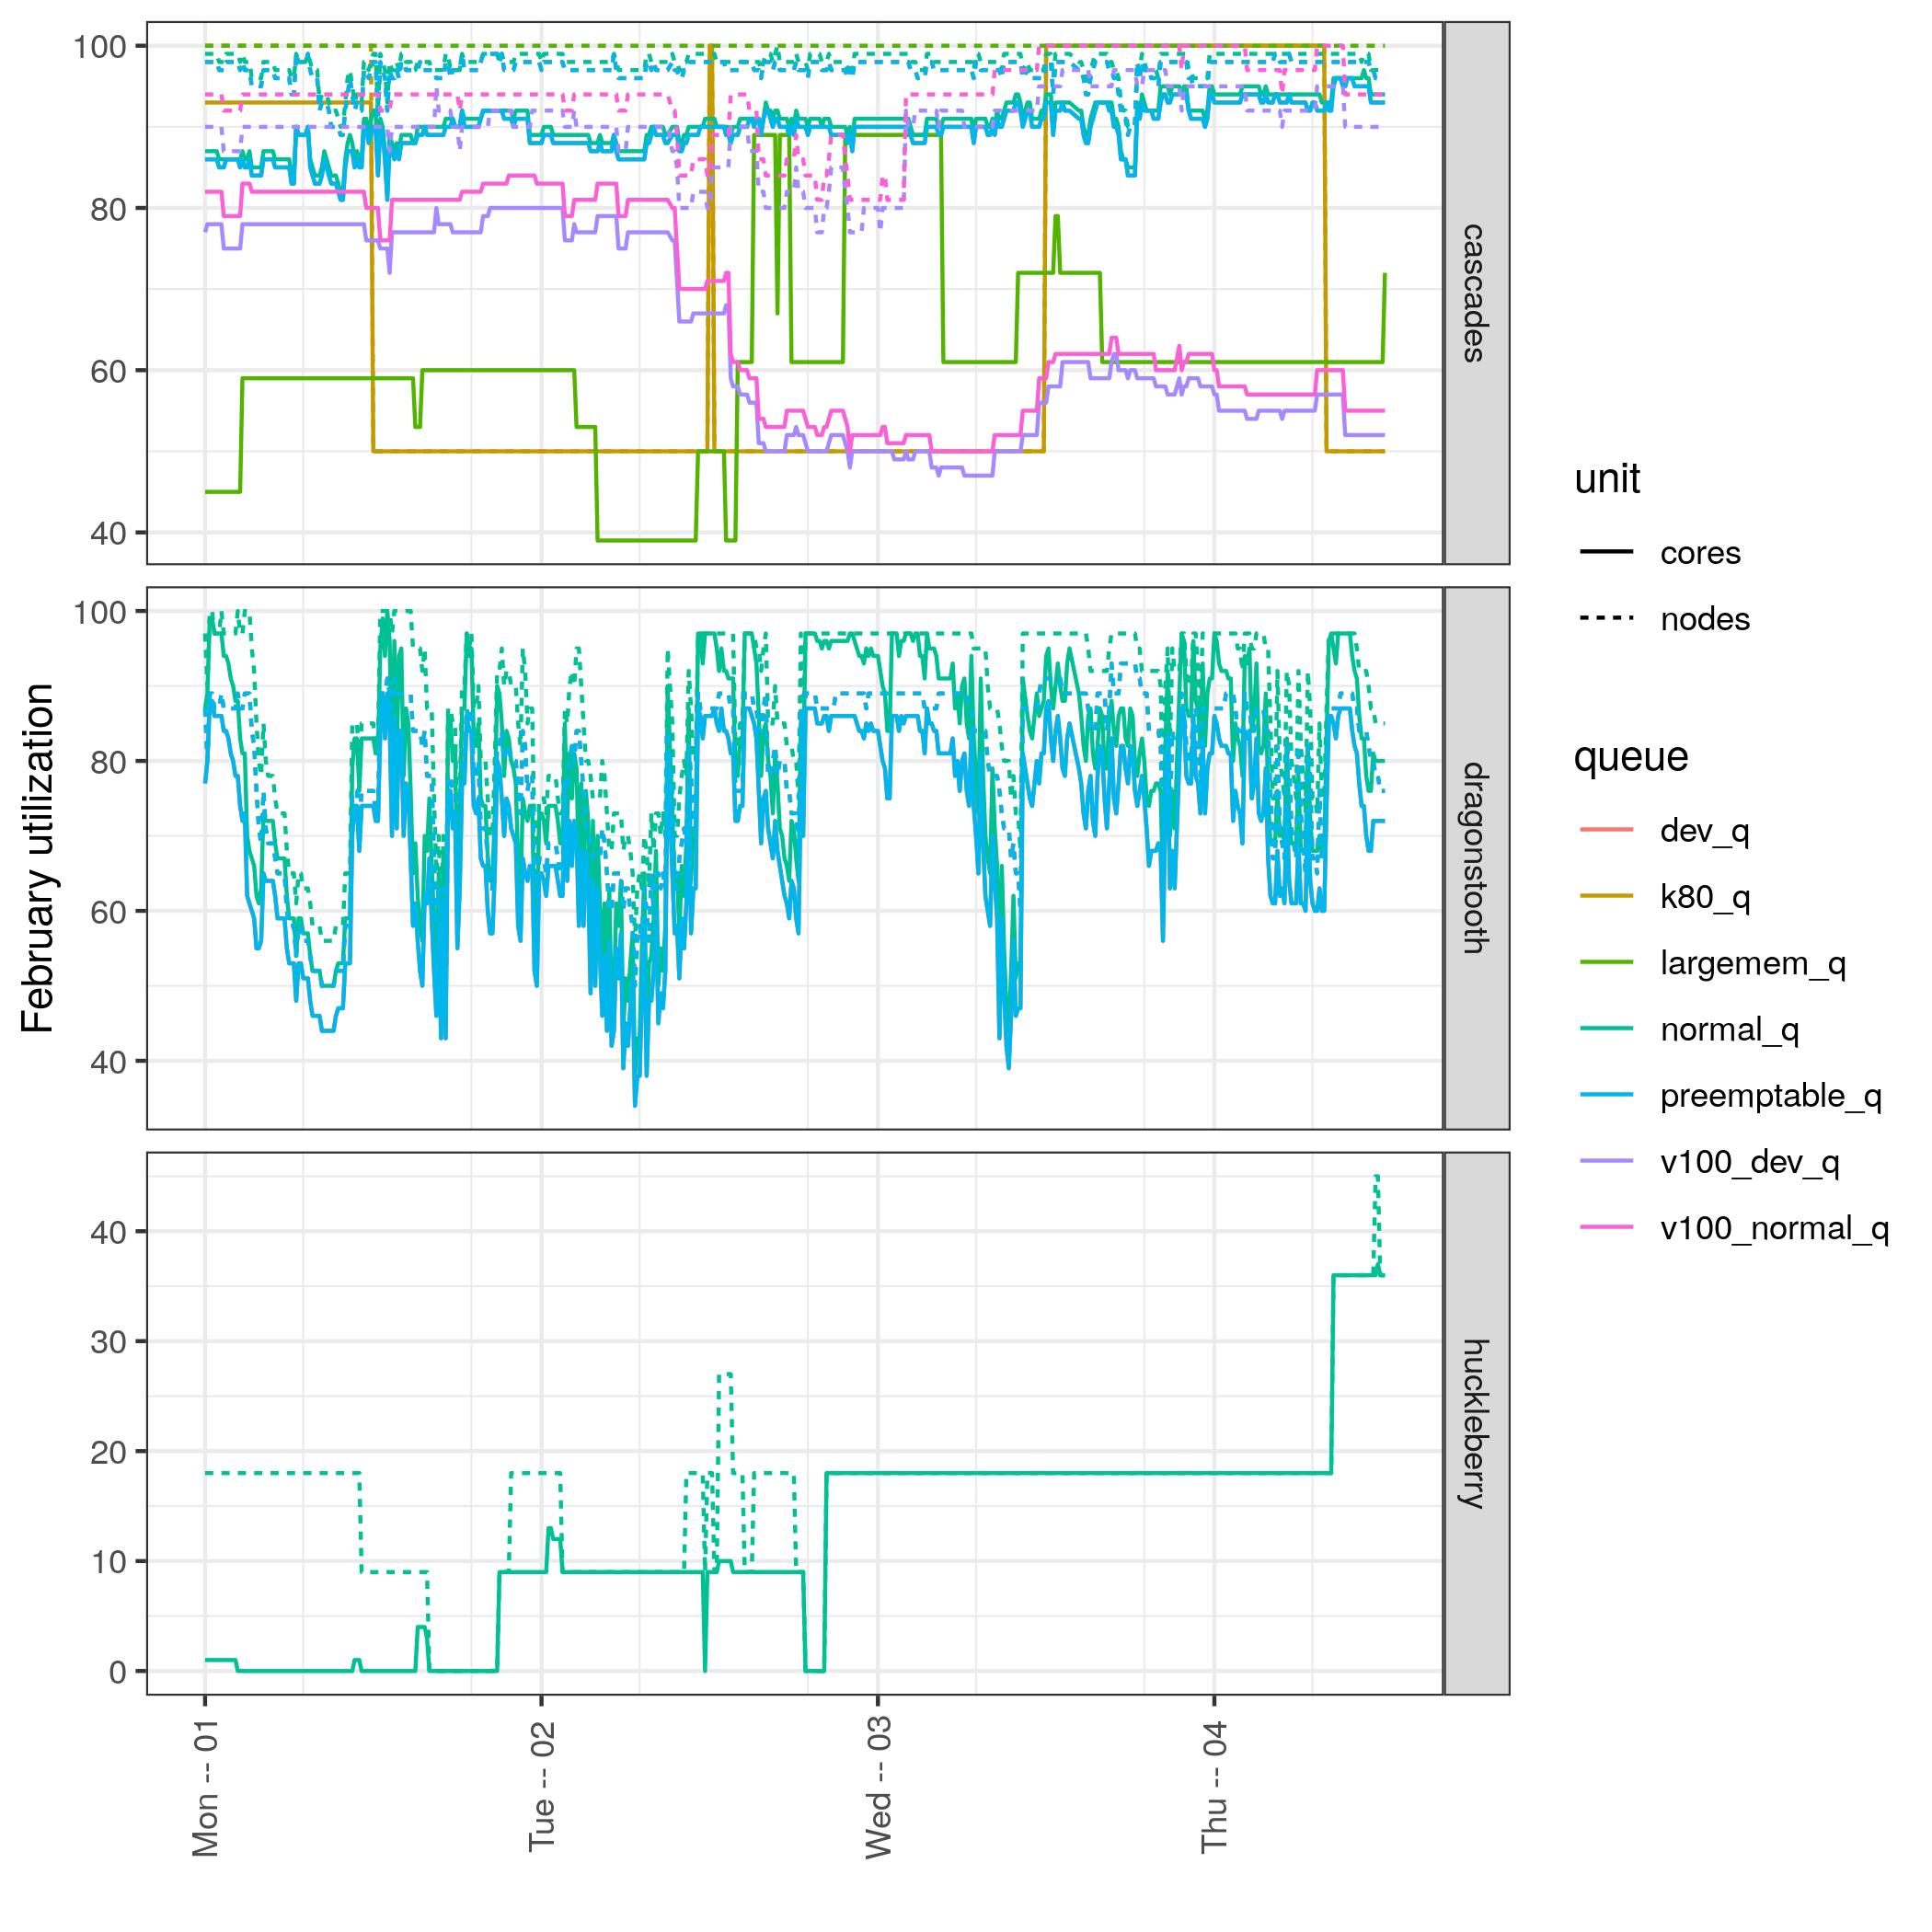 February utilization
100
80
60
40
cascades
100
80
60
40
dragonstooth
40
30
20
10
0
huckleberry
Mon -- 01
Tue -- 02
Wed -- 03
Thu -- 04
unit
cores
nodes
queue
dev_q
k80_q
largemem_q
normal_q
preemptable_q
v100_dev_q
v100_normal_q